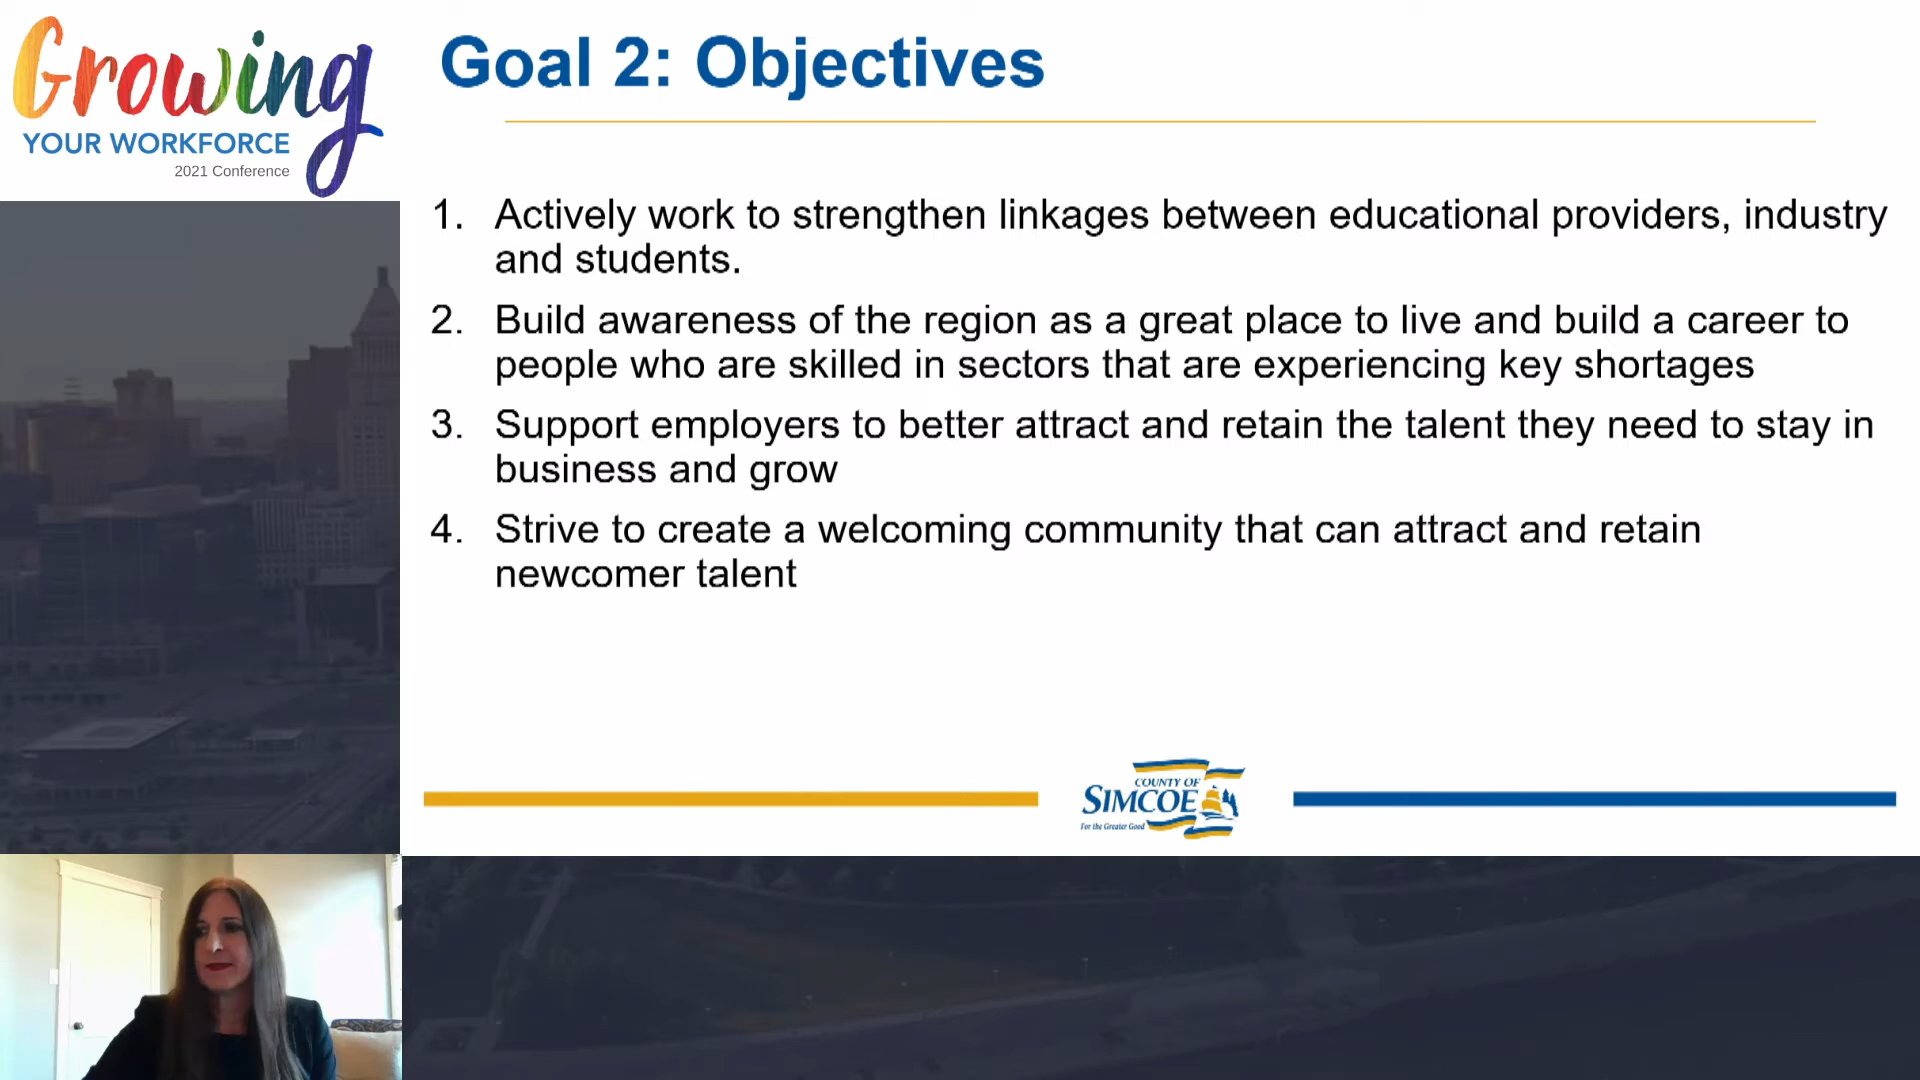 Growing
YOUR WORKFORCE
2021 Conference
Goal 2: Objectives
1. Actively work to strengthen linkages between educational providers, industry
and students.
2. Build awareness of the region as a great place to live and build a career to
people who are skilled in sectors that are experiencing key shortages
3. Support employers to better attract and retain the talent they need to stay in
business and grow
4. Strive to create a welcoming community that can attract and retain
newcomer talent
COUNTY OF
SIMCOE
For the Greater Good